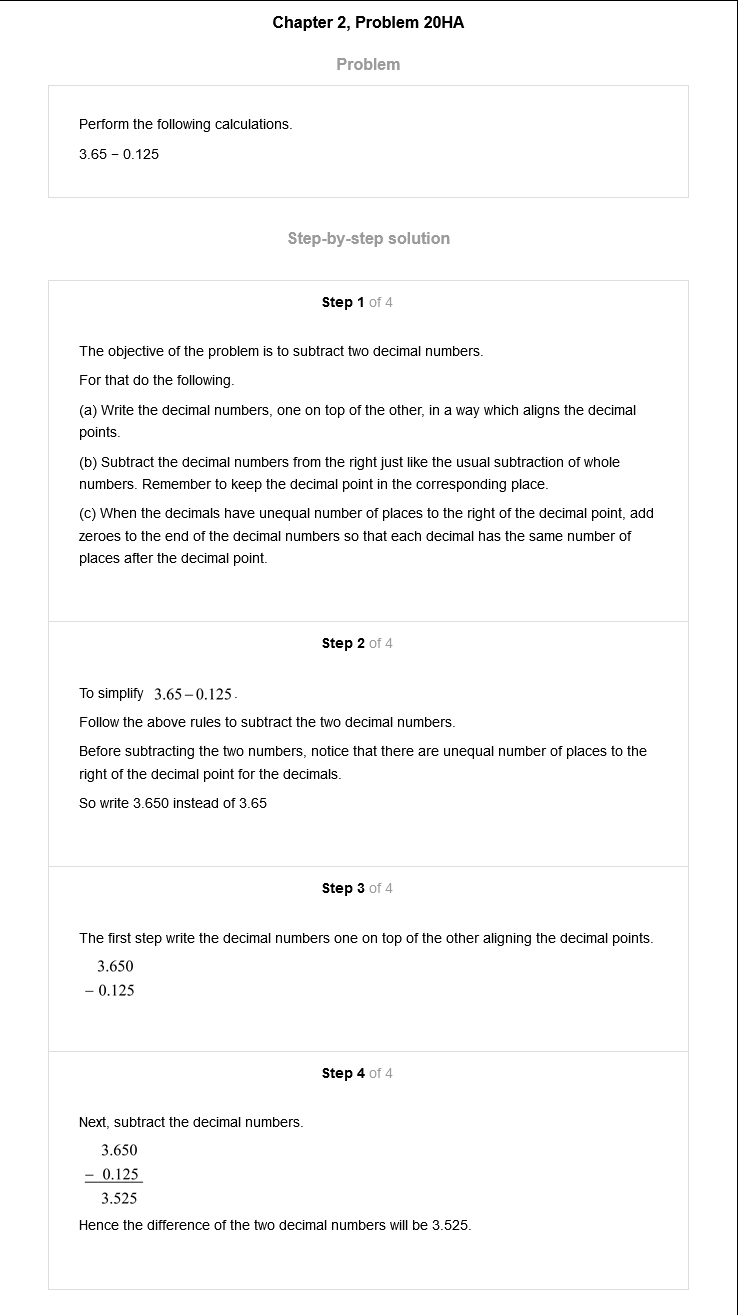 Chapter 2, Problem 20HA
Problem
Perform the following calculations.
3.65 − 0.125
Step-by-step solution
Step 1 of 4
The objective of the problem is to subtract two decimal numbers.
For that do the following.
(a) Write the decimal numbers, one on top of the other, in a way which aligns the decimal
points.
(b) Subtract the decimal numbers from the right just like the usual subtraction of whole
numbers. Remember to keep the decimal point in the corresponding place.
(c) When the decimals have unequal number of places to the right of the decimal point, add
zeroes to the end of the decimal numbers so that each decimal has the same number of
places after the decimal point.
Step 2 of 4
To simplify 3.65−0.125.
Follow the above rules to subtract the two decimal numbers.
Before subtracting the two numbers, notice that there are unequal number of places to the
right of the decimal point for the decimals.
So write 3.650 instead of 3.65
Step 3 of 4
The first step write the decimal numbers one on top of the other aligning the decimal points.
3.650
− 0.125
Step 4 of 4
Next, subtract the decimal numbers.
3.650
− 0.125
3.525
Hence the difference of the two decimal numbers will be 3.525.